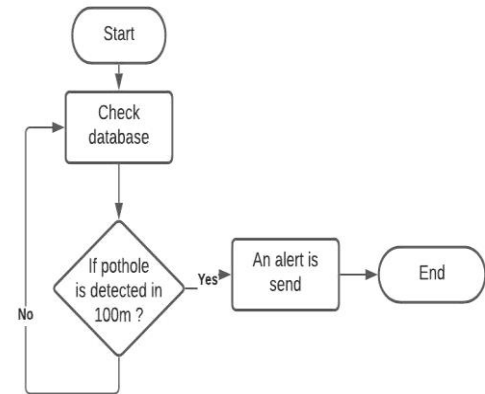 Start
Check
database
If pothole
is detected in
100m ?
Yes
An alert is
send
End
No